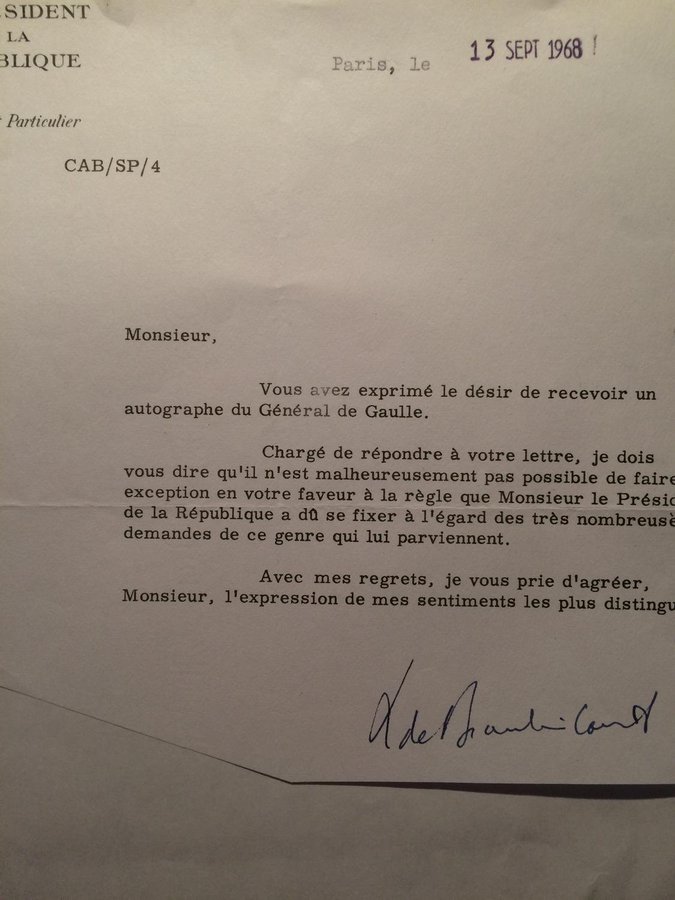 SIDENT
LA
BLIQUE
Paris, le 13 SEPT 1968
Particulier
CAB/SP/4
Monsieur,
Vous avez exprimé le désir de recevoir un
autographe du Général de Gaulle.
Chargé de répondre à votre lettre, je dois
vous dire qu'il n'est malheureusement pas possible de faire
exception en votre faveur à la règle que Monsieur le Présid
de la République a dû se fixer à l'égard des très nombreuse
demandes de ce genre qui lui parviennent.
Avec mes regrets, je vous prie d'agréer,
Monsieur, l'expression de mes sentiments les plus distingu